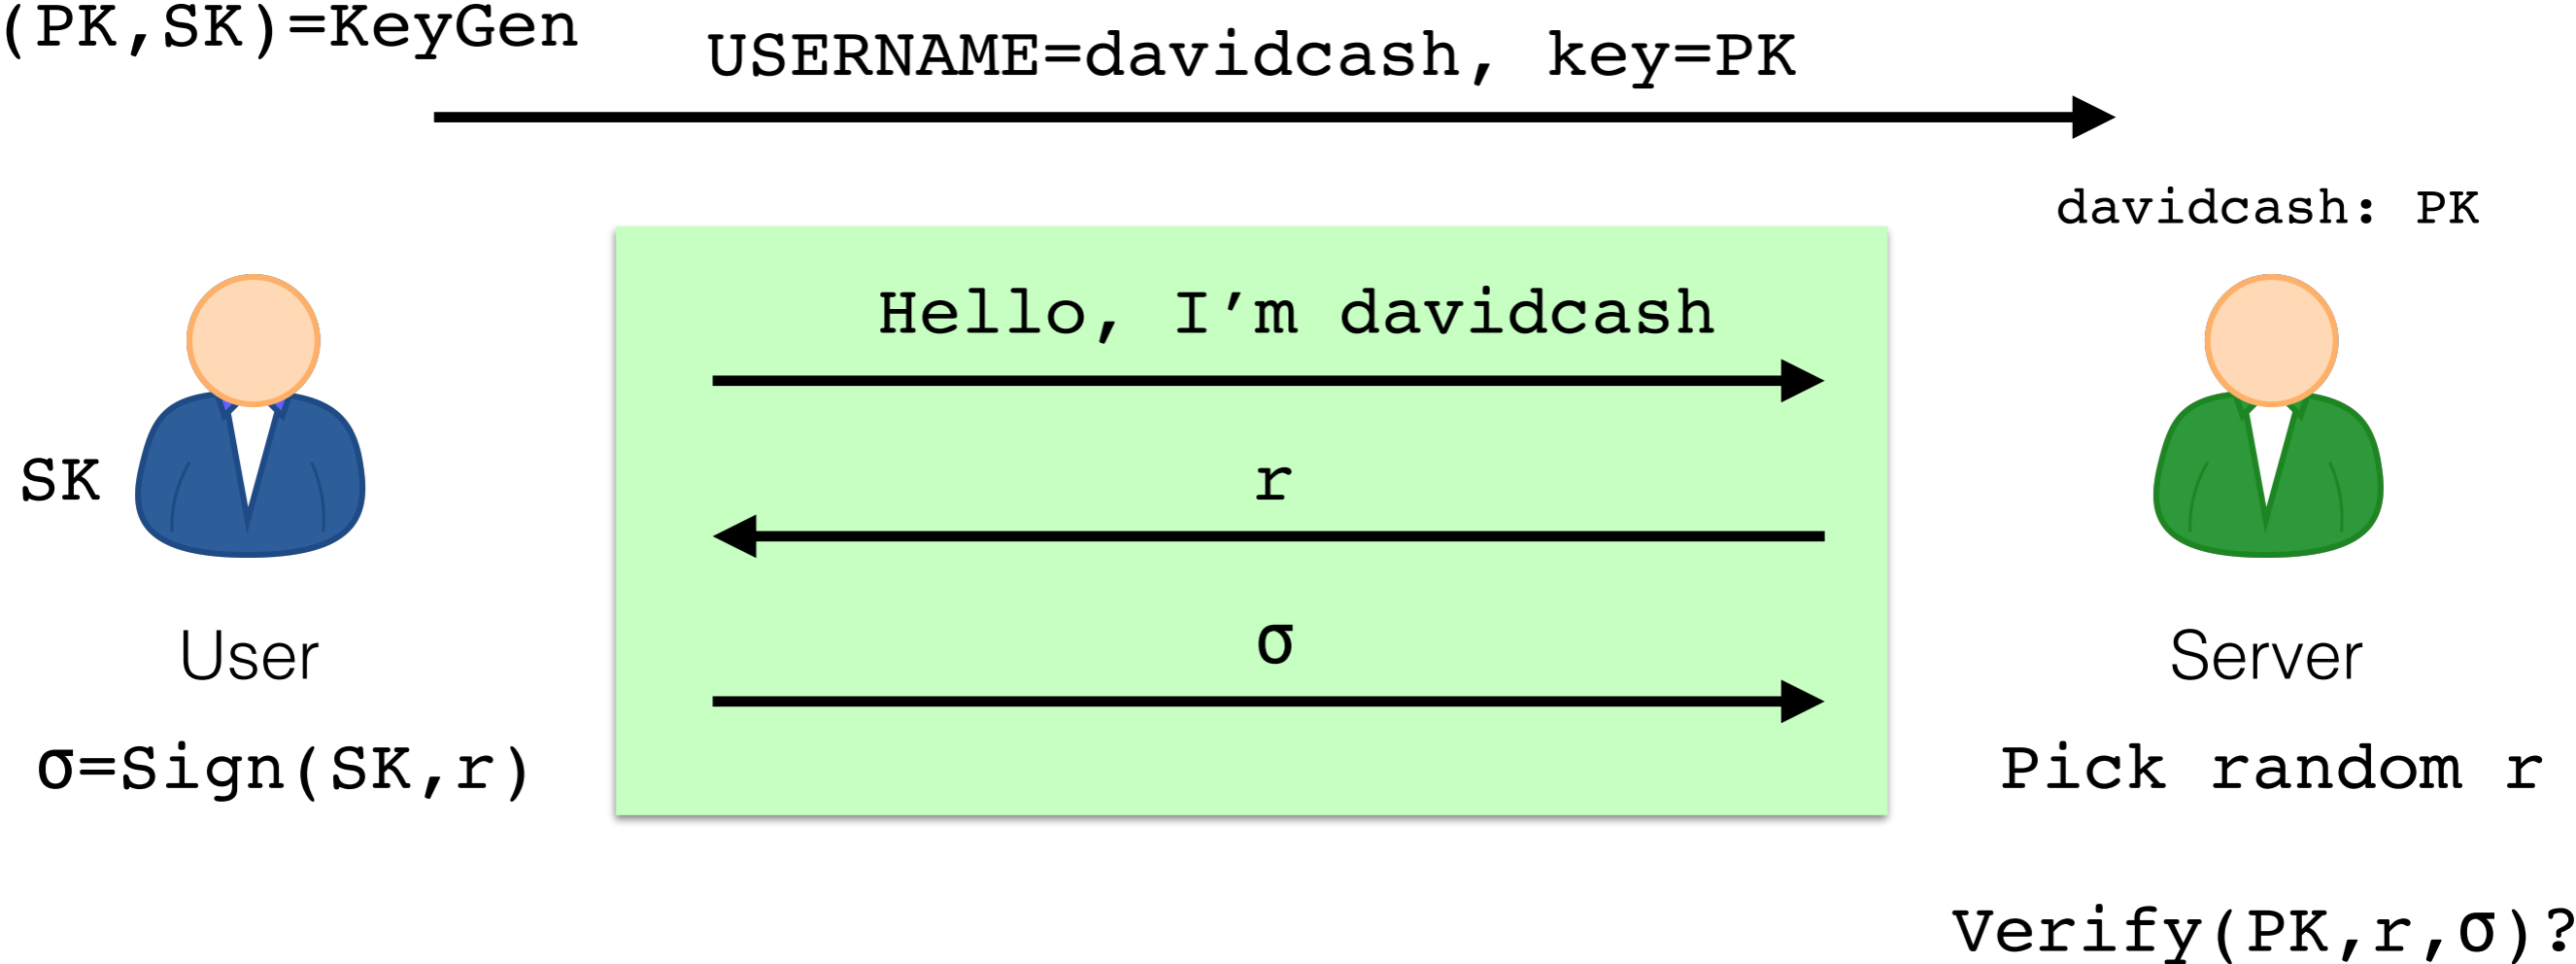 (PK,SK)=KeyGen
USERNAME=davidcash, key=PK
davidcash: PK
Hello, I’m davidcash
r
SK
σ
User
Server
σ=Sign(SK,r)
Pick random r
Verify(PK,r,σ)?